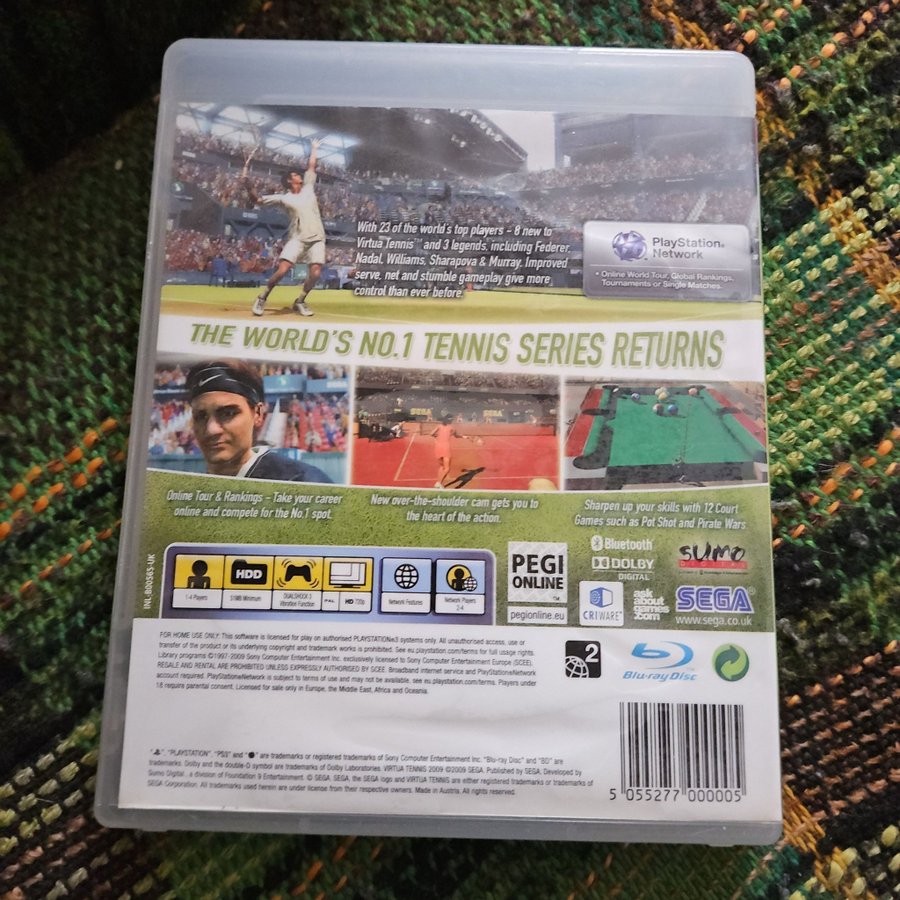 With 23 of the world's top players – 8 new to
Virtua Tennis™ and 3 legends, including Federer,
Nadal, Williams, Sharapova & Murray. Improved
serve, net and stumble gameplay give more
control than ever before.
PlayStation®
Network
• Online World Tour, Global Rankings,
Tournaments or Single Matches.
THE WORLD'S NO.1 TENNIS SERIES RETURNS
SEGA
SEGA
Online Tour & Rankings – Take your career
online and compete for the No.1 spot.
New over-the-shoulder cam gets you to
the heart of the action.
Sharpen up your skills with 12 Court
Games such as Pot Shot and Pirate Wars.
INL-B00565-UK
HDD
1-4 Players
516MB Minimum
DUALSHOCK 3
Vibration Function
PAL
HD 720p
Network Features
Network Players
2-4
PEGI
ONLINE
pegionline.eu
Bluetooth
DOLBY
DIGITAL
CRIWARE
ask
about
games
.com
SUMO
DIGITAL
SEGA
www.sega.co.uk
FOR HOME USE ONLY: This software is licensed for play on authorised PLAYSTATION®3 systems only. All unauthorised access, use or
transfer of the product or its underlying copyright and trademark works is prohibited. See eu.playstation.com/terms for full usage rights.
Library programs ©1997-2009 Sony Computer Entertainment Inc. exclusively licensed to Sony Computer Entertainment Europe (SCEE).
RESALE AND RENTAL ARE PROHIBITED UNLESS EXPRESSLY AUTHORISED BY SCEE. Broadband internet service and PlayStation®Network
account required. PlayStation®Network is subject to terms of use and may not be available, see eu.playstation.com/terms. Players under
18 require parental consent. Licensed for sale only in Europe, the Middle East, Africa and Oceania.
2
Blu-ray Disc
", "PLAYSTATION", "PS3" and " " are trademarks or registered trademarks of Sony Computer Entertainment Inc. "Blu-ray Disc" and "BD" are
trademarks. Dolby and the double-D symbol are trademarks of Dolby Laboratories. VIRTUA TENNIS 2009 ©2009 SEGA. Published by SEGA. Developed by
Sumo Digital, a division of Foundation 9 Entertainment. © SEGA. SEGA, the SEGA logo and VIRTUA TENNIS are either registered trademarks or trademarks of
SEGA Corporation. All trademarks used herein are under license from their respective owners. Made in Austria. All rights reserved.
5 055277 000005